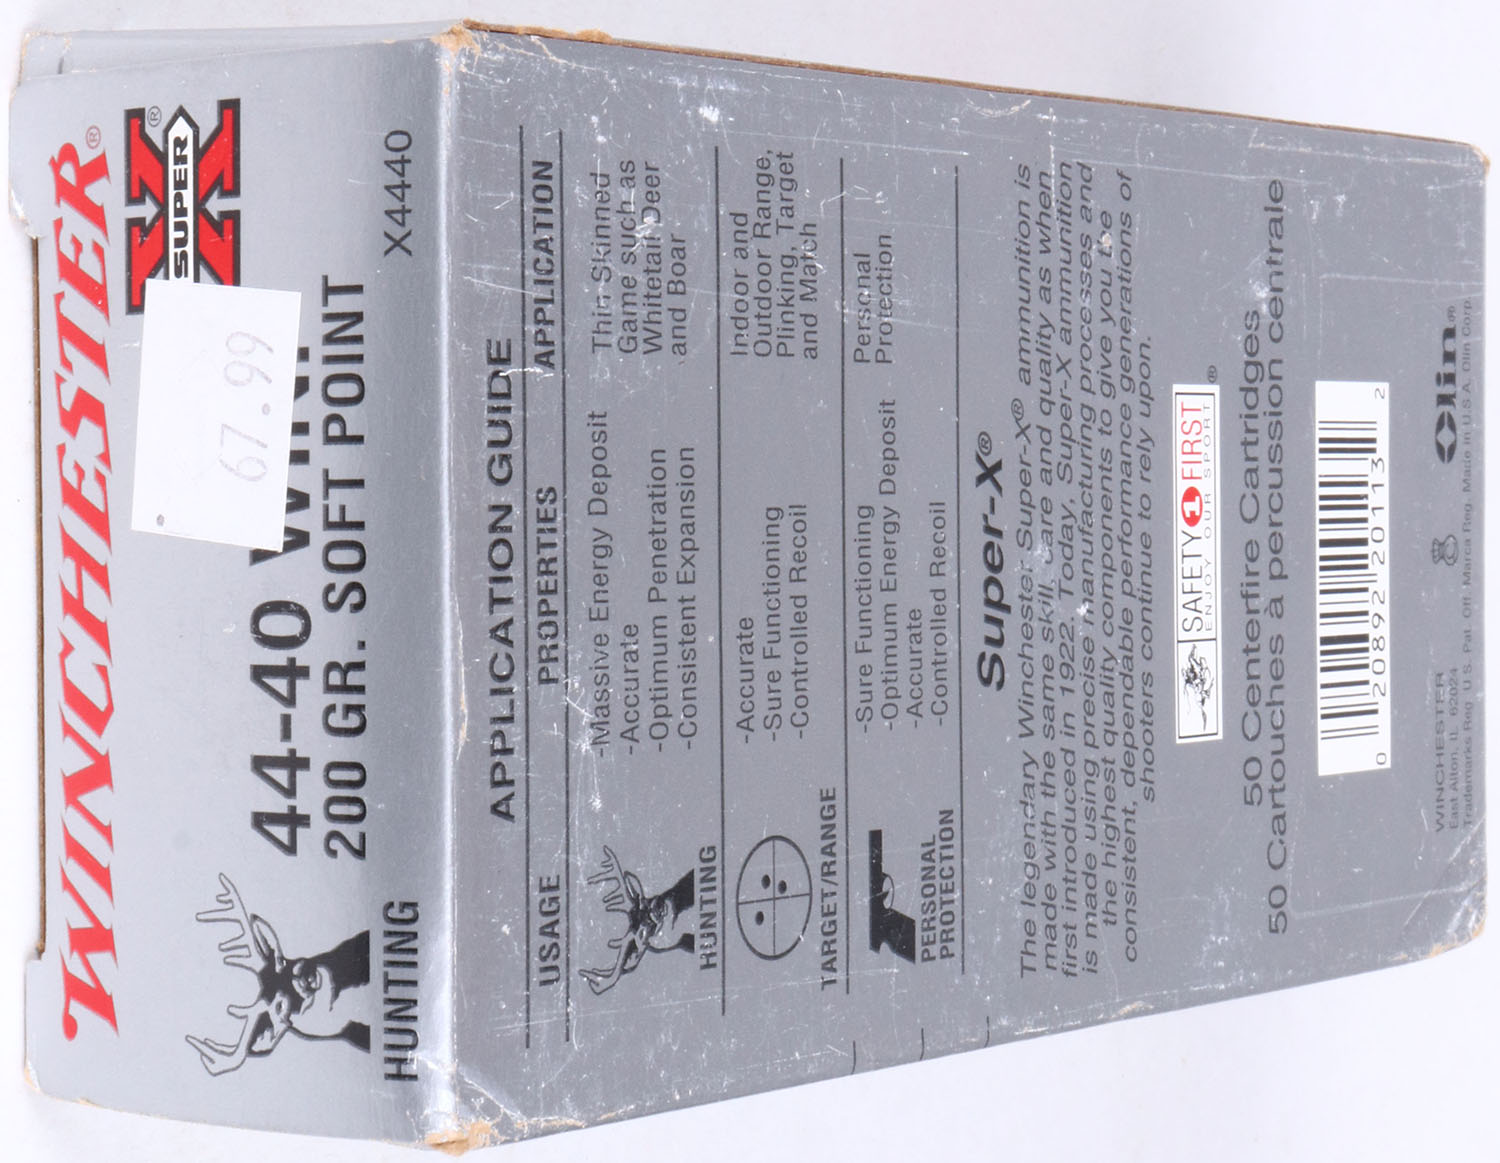 WINCHESTER®
SUPER X®
67.99
44-40 WIN.
200 GR. SOFT POINT
HUNTING
X4440
APPLICATION GUIDE
USAGE PROPERTIES APPLICATION
HUNTING
-Massive Energy Deposit
-Accurate
-Optimum Penetration
-Consistent Expansion
Thin Skinned
Game such as
Whitetail Deer
and Boar
TARGET/RANGE
-Accurate
-Sure Functioning
-Controlled Recoil
Indoor and
Outdoor Range,
Plinking, Target
and Match
PERSONAL
PROTECTION
-Sure Functioning
-Optimum Energy Deposit
-Accurate
-Controlled Recoil
Personal
Protection
Super-X®
The legendary Winchester Super-X® ammunition is
made with the same skill, care and quality as when
first introduced in 1922. Today, Super-X ammunition
is made using precise manufacturing processes and
the highest quality components to give you the
consistent, dependable performance generations of
shooters continue to rely upon.
SAFETY 1 FIRST®
ENJOY OUR SPORT
50 Centerfire Cartridges
50 Cartouches à percussion centrale
0 20892 20113 2
WINCHESTER
East Alton, IL 62024
Trademarks Reg. U.S. Pat. Off. Marca Reg. Made in U.S.A. Olin Corp
Olin®